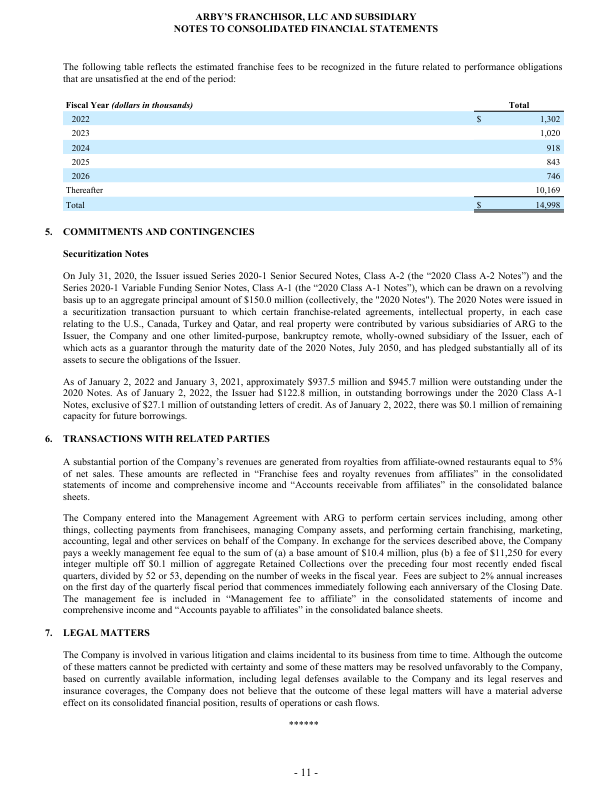 ARBY'S FRANCHISOR, LLC AND SUBSIDIARY
NOTES TO CONSOLIDATED FINANCIAL STATEMENTS
The following table reflects the estimated franchise fees to be recognized in the future related to performance obligations
that are unsatisfied at the end of the period:
Fiscal Year (dollars in thousands) Total
2022 $ 1,302
2023 1,020
2024 918
2025 843
2026 746
Thereafter 10,169
Total $ 14,998
5. COMMITMENTS AND CONTINGENCIES
Securitization Notes
On July 31, 2020, the Issuer issued Series 2020-1 Senior Secured Notes, Class A-2 (the “2020 Class A-2 Notes”) and the
Series 2020-1 Variable Funding Senior Notes, Class A-1 (the “2020 Class A-1 Notes”), which can be drawn on a revolving
basis up to an aggregate principal amount of $150.0 million (collectively, the "2020 Notes"). The 2020 Notes were issued in
a securitization transaction pursuant to which certain franchise-related agreements, intellectual property, in each case
relating to the U.S., Canada, Turkey and Qatar, and real property were contributed by various subsidiaries of ARG to the
Issuer, the Company and one other limited-purpose, bankruptcy remote, wholly-owned subsidiary of the Issuer, each of
which acts as a guarantor through the maturity date of the 2020 Notes, July 2050, and has pledged substantially all of its
assets to secure the obligations of the Issuer.
As of January 2, 2022 and January 3, 2021, approximately $937.5 million and $945.7 million were outstanding under the
2020 Notes. As of January 2, 2022, the Issuer had $122.8 million, in outstanding borrowings under the 2020 Class A-1
Notes, exclusive of $27.1 million of outstanding letters of credit. As of January 2, 2022, there was $0.1 million of remaining
capacity for future borrowings.
6. TRANSACTIONS WITH RELATED PARTIES
A substantial portion of the Company's revenues are generated from royalties from affiliate-owned restaurants equal to 5%
of net sales. These amounts are reflected in “Franchise fees and royalty revenues from affiliates” in the consolidated
statements of income and comprehensive income and “Accounts receivable from affiliates” in the consolidated balance
sheets.
The Company entered into the Management Agreement with ARG to perform certain services including, among other
things, collecting payments from franchisees, managing Company assets, and performing certain franchising, marketing,
accounting, legal and other services on behalf of the Company. In exchange for the services described above, the Company
pays a weekly management fee equal to the sum of (a) a base amount of $10.4 million, plus (b) a fee of $11,250 for every
integer multiple off $0.1 million of aggregate Retained Collections over the preceding four most recently ended fiscal
quarters, divided by 52 or 53, depending on the number of weeks in the fiscal year. Fees are subject to 2% annual increases
on the first day of the quarterly fiscal period that commences immediately following each anniversary of the Closing Date.
The management fee is included in “Management fee to affiliate” in the consolidated statements of income and
comprehensive income and “Accounts payable to affiliates” in the consolidated balance sheets.
7. LEGAL MATTERS
The Company is involved in various litigation and claims incidental to its business from time to time. Although the outcome
of these matters cannot be predicted with certainty and some of these matters may be resolved unfavorably to the Company,
based on currently available information, including legal defenses available to the Company and its legal reserves and
insurance coverages, the Company does not believe that the outcome of these legal matters will have a material adverse
effect on its consolidated financial position, results of operations or cash flows.
******
- 11 -